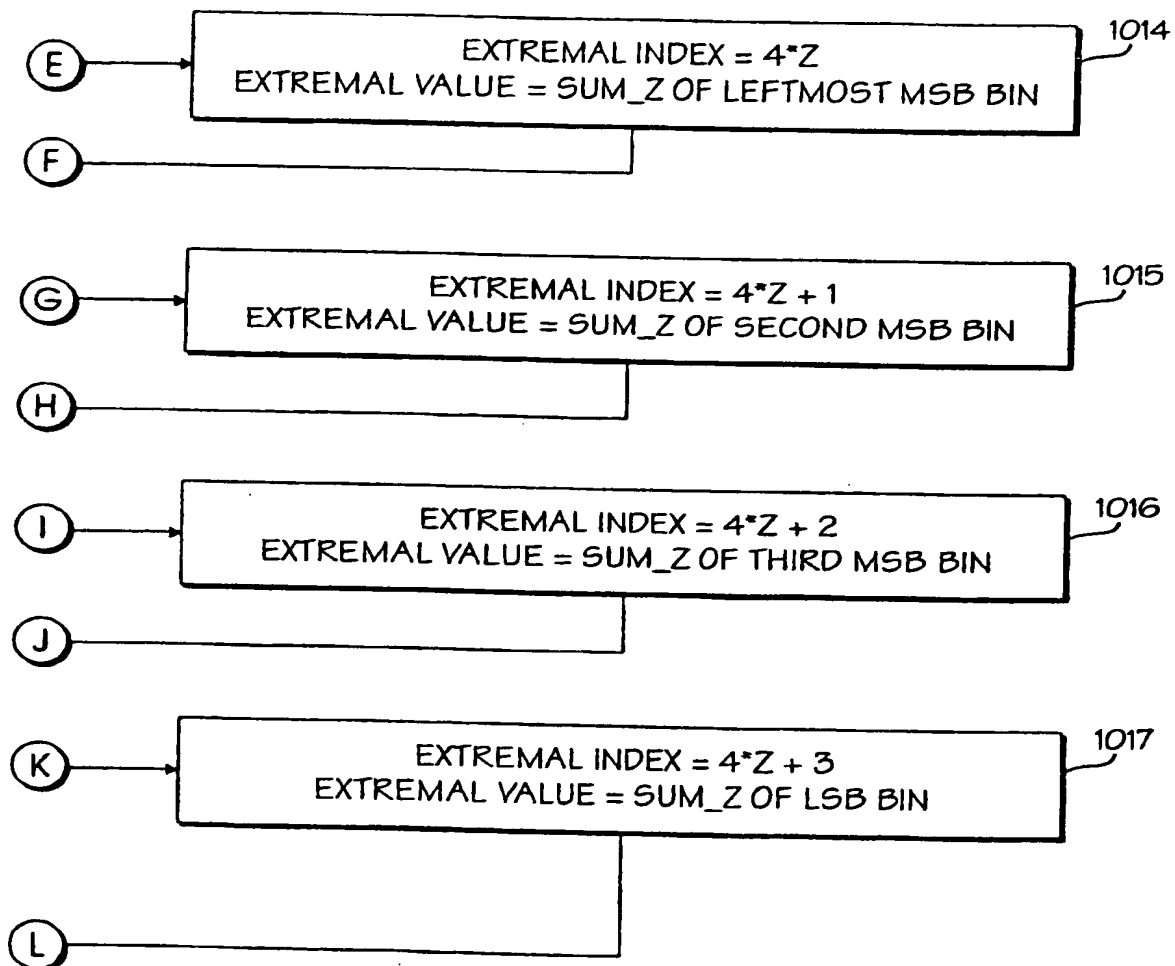 1014
E
EXTREMAL INDEX = 4*Z
EXTREMAL VALUE = SUM_Z OF LEFTMOST MSB BIN
F
1015
G
EXTREMAL INDEX = 4*Z + 1
EXTREMAL VALUE = SUM_Z OF SECOND MSB BIN
H
1016
I
EXTREMAL INDEX = 4*Z + 2
EXTREMAL VALUE = SUM_Z OF THIRD MSB BIN
J
1017
K
EXTREMAL INDEX = 4*Z + 3
EXTREMAL VALUE = SUM_Z OF LSB BIN
L